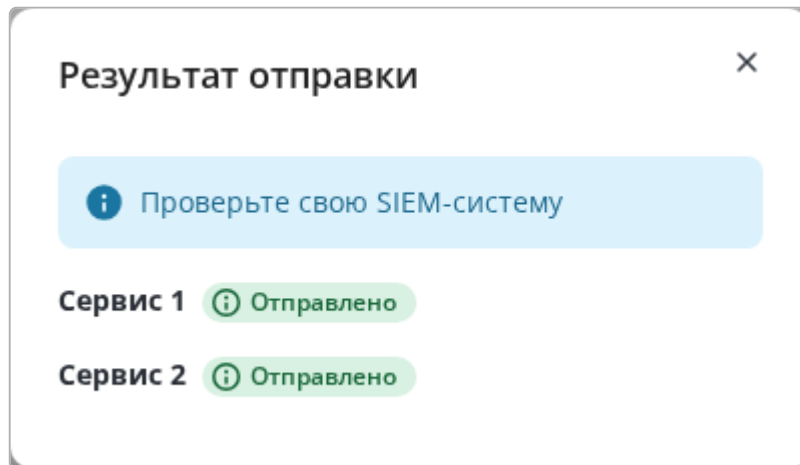 Результат отправки
Проверьте свою SIEM-систему
Сервис 1 Отправлено
Сервис 2 Отправлено